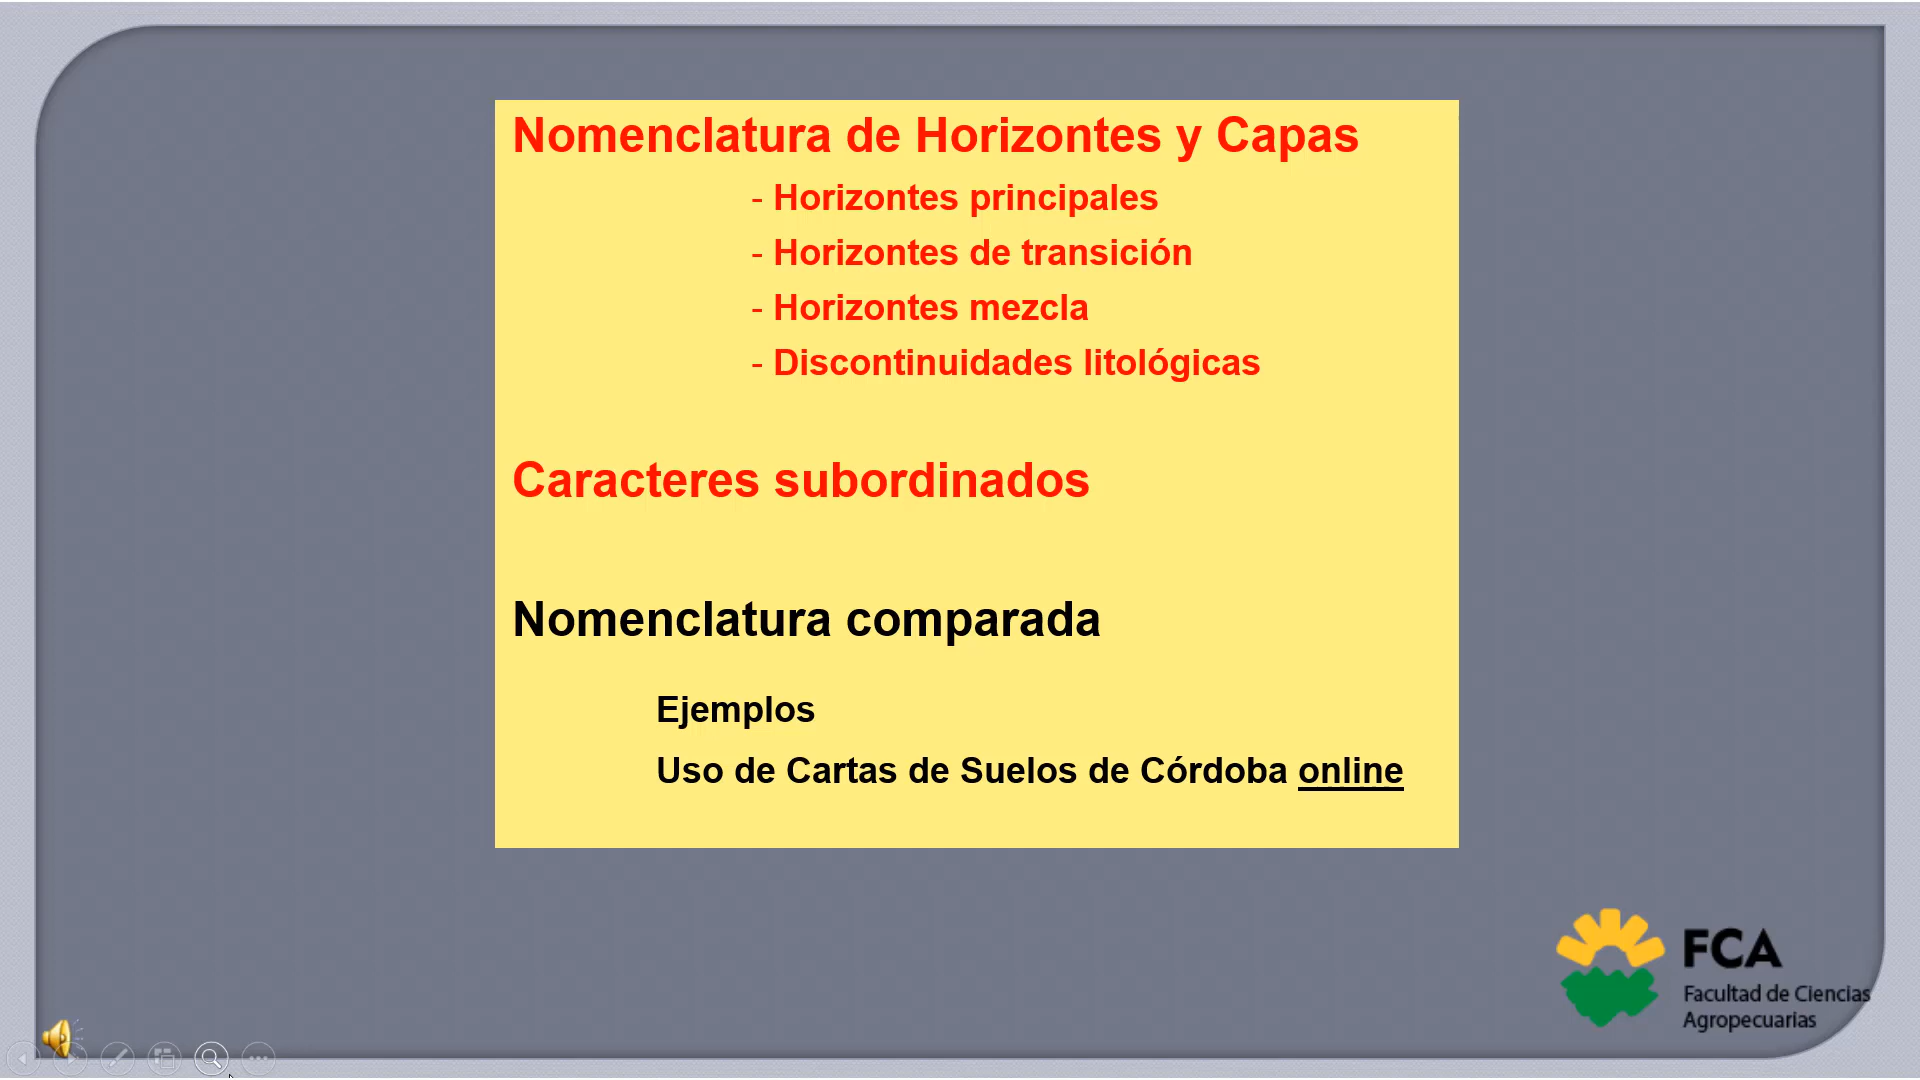 Nomenclatura de Horizontes y Capas
- Horizontes principales
- Horizontes de transición
- Horizontes mezcla
- Discontinuidades litológicas
Caracteres subordinados
Nomenclatura comparada
Ejemplos
Uso de Cartas de Suelos de Córdoba online
FCA
Facultad de Ciencias
Agropecuarias